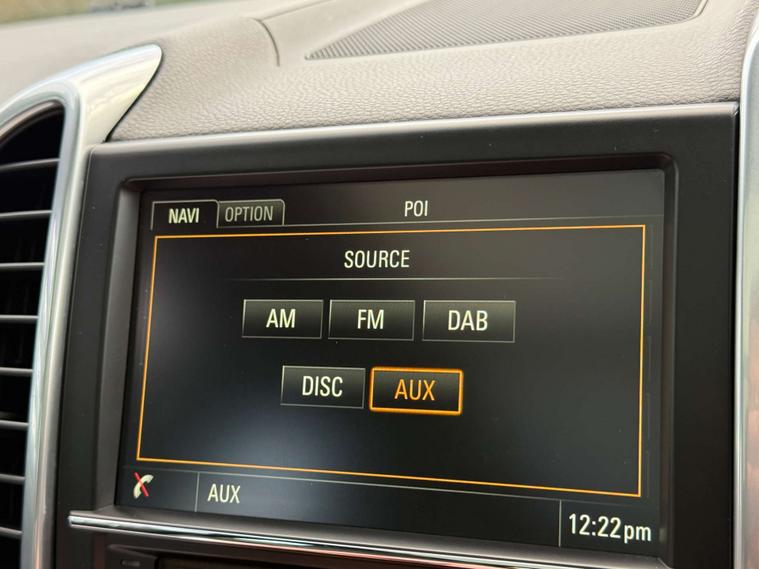 NAVI OPTION POI
SOURCE
AM FM DAB
DISC AUX
AUX 12:22pm